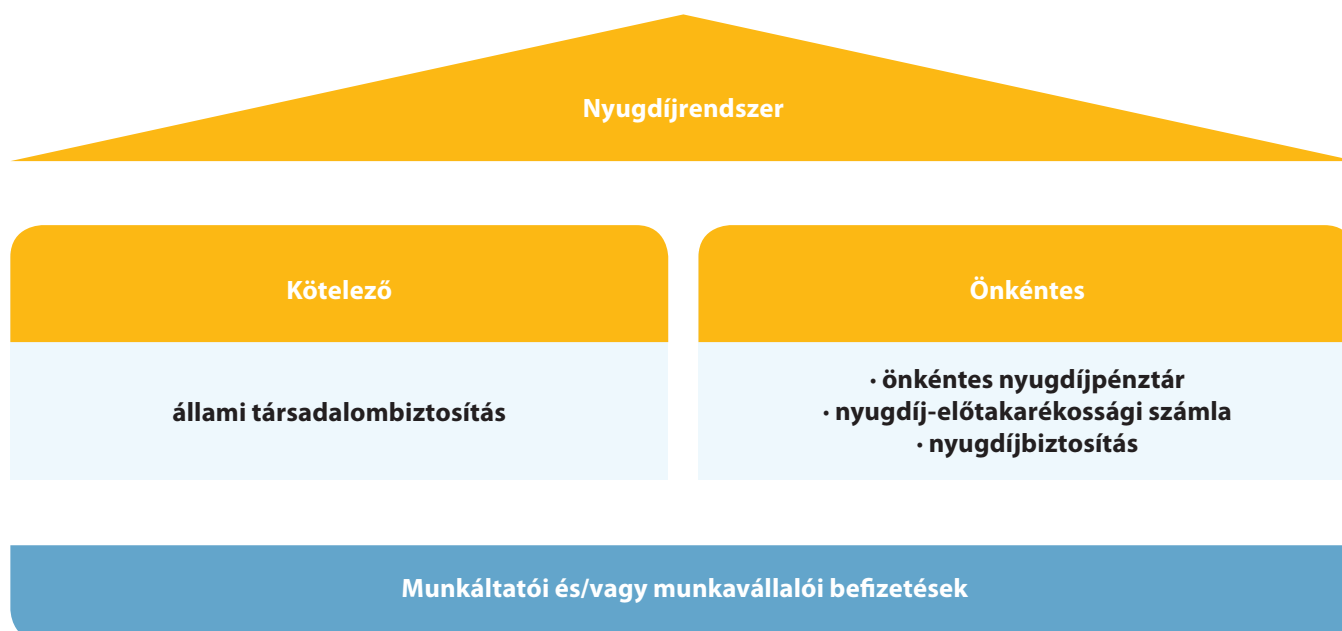 Nyugdíjrendszer
Kötelező
állami társadalombiztosítás
Önkéntes
· önkéntes nyugdíjpénztár
· nyugdíj-előtakarékossági számla
· nyugdíjbiztosítás
Munkáltatói és/vagy munkavállalói befizetések